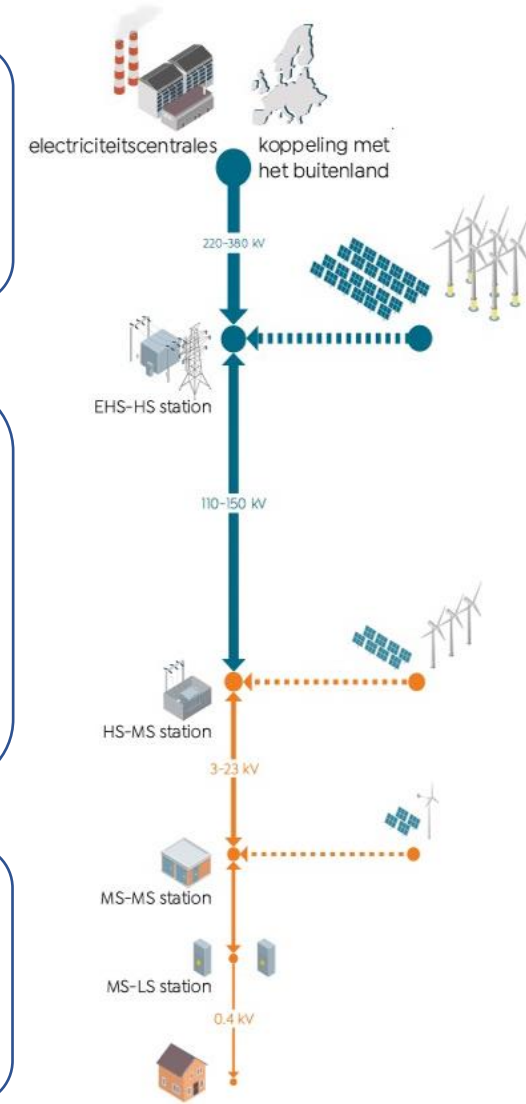 electriciteitscentrales
koppeling met
het buitenland
220-380 kV
EHS-HS station
110-150 kV
HS-MS station
3-23 kV
MS-MS station
MS-LS station
0.4 kV